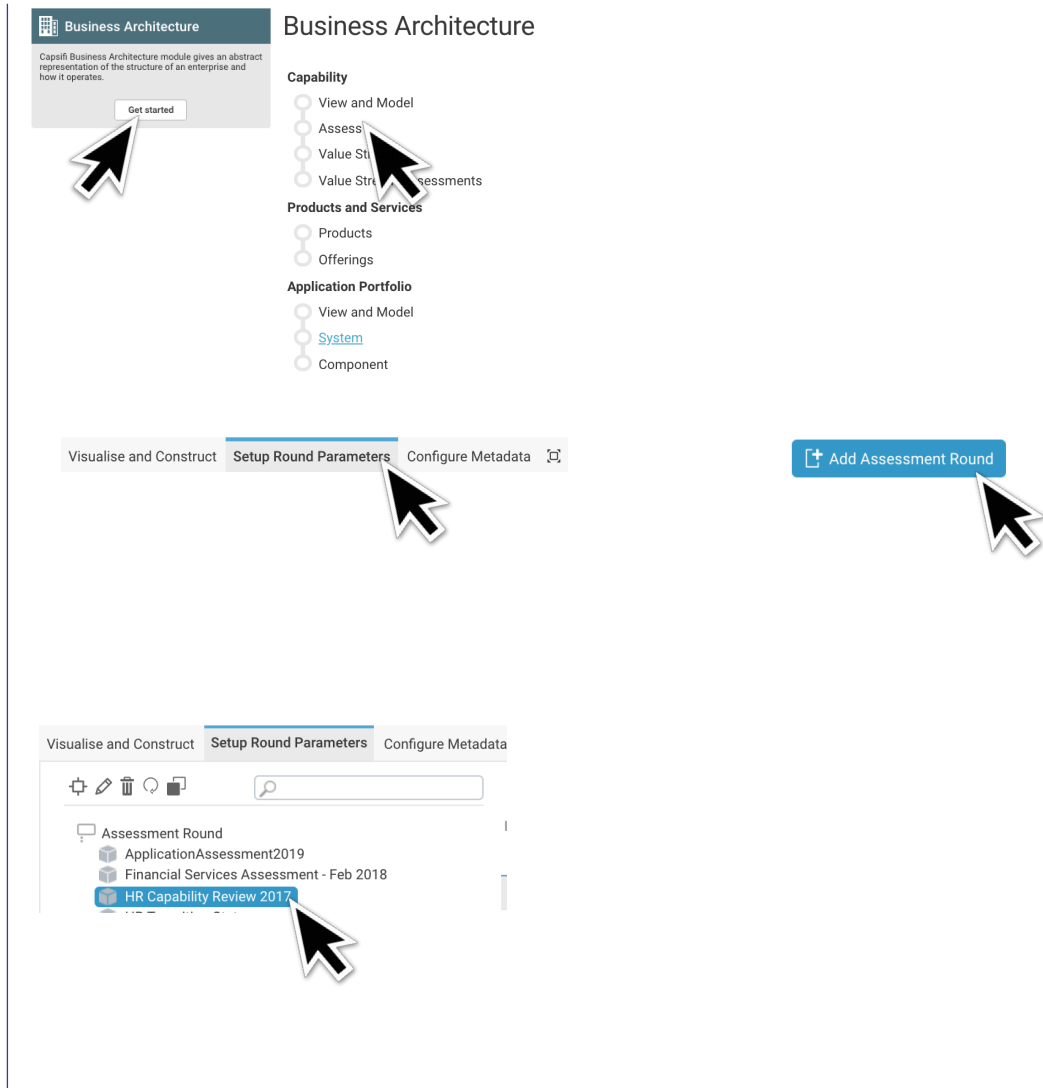 Business Architecture
Capsifi Business Architecture module gives an abstract
representation of the structure of an enterprise and
how it operates.
Get started
Business Architecture
Capability
View and Model
Assess
Value
Value sessments
Products and Services
Products
Offerings
Application Portfolio
View and Model
System
Component
Visualise and Construct Setup Round Parameters Configure Metadata
Add Assessment Round
Visualise and Construct Setup Round Parameters Configure Metadata
Assessment Round
ApplicationAssessment2019
Financial Services Assessment - Feb 2018
HR Capability Review 2017